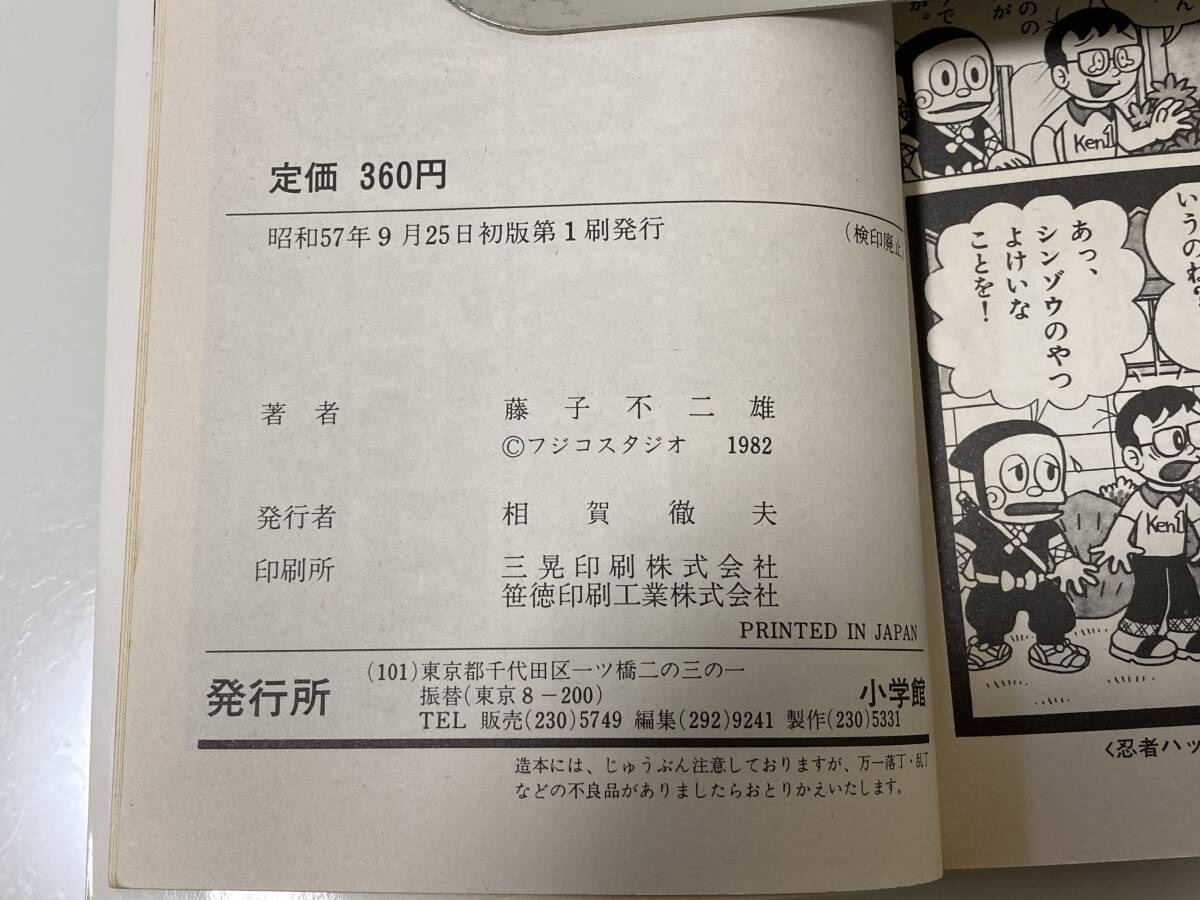 定価 360円
昭和57年9月25日初版第1刷発行 (検印廃止)
著者 藤子不二雄
©フジコスタジオ 1982
発行者 相賀徹夫
印刷所 三晃印刷株式会社
笹徳印刷工業株式会社
PRINTED IN JAPAN
発行所
(101)東京都千代田区一ツ橋二の三の一
振替(東京8-200)
TEL 販売(230)5749 編集(292)9241 製作(230)5331
小学館
造本には、じゅうぶん注意しておりますが、万一落丁・乱丁
などの不良品がありましたらおとりかえいたします。
Ken1
いうのね?
あっ、
シンゾウのやつ
よけいな
ことを!
Ken1
〈忍者ハッ